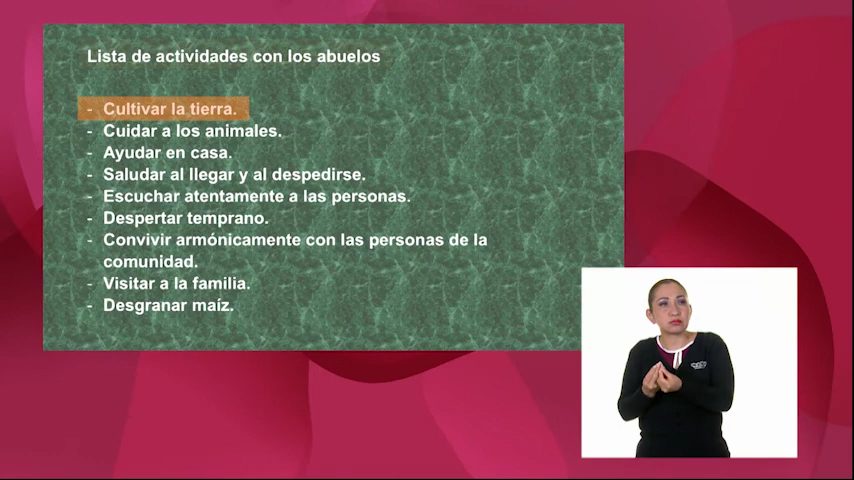 Lista de actividades con los abuelos
- Cultivar la tierra.
- Cuidar a los animales.
- Ayudar en casa.
- Saludar al llegar y al despedirse.
- Escuchar atentamente a las personas.
- Despertar temprano.
- Convivir armónicamente con las personas de la
comunidad.
- Visitar a la familia.
- Desgranar maíz.